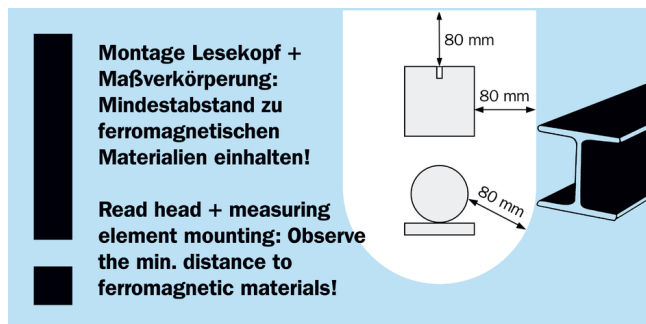 Montage Lesekopf +
Maßverkörperung:
Mindestabstand zu
ferromagnetischen
Materialien einhalten!
Read head + measuring
element mounting: Observe
the min. distance to
ferromagnetic materials!
80 mm
80 mm
80 mm